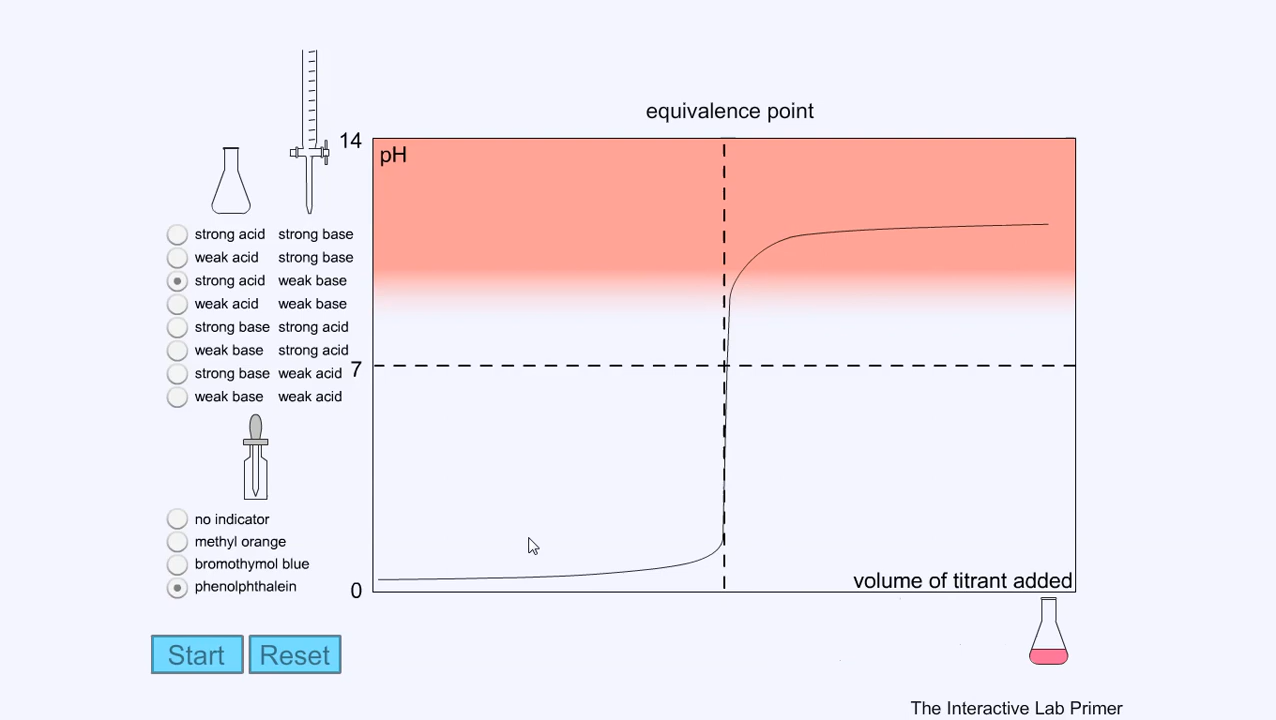 equivalence point
14
pH
strong acid strong base
weak acid strong base
strong acid weak base
weak acid weak base
strong base strong acid
weak base strong acid
7
strong base weak acid
weak base weak acid
no indicator
methyl orange
bromothymol blue
phenolphthalein
volume of titrant added
0
Start Reset
The Interactive Lab Primer